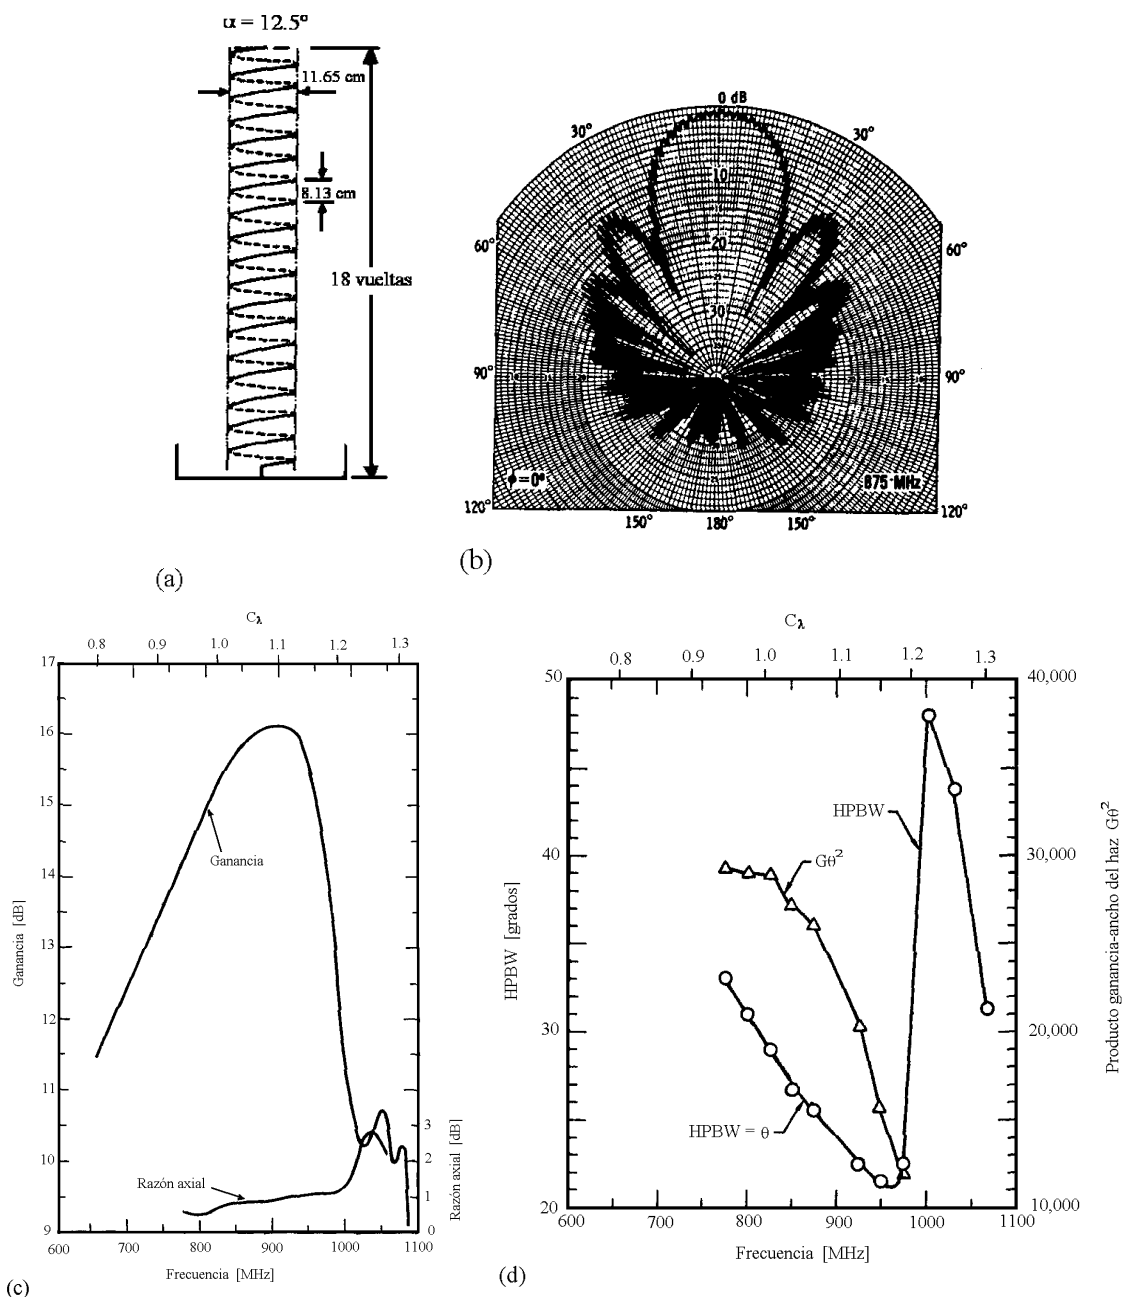 α = 12.5º
11.65 cm
8.13 cm
18 vueltas
(a)
0 dB
30° 30°
10
20
60° 60°
30
90° 90°
ϕ=0° 875 MHz
120° 120°
150° 180° 150°
(b)
Cλ
0.8 0.9 1.0 1.1 1.2 1.3
17
16
15
14
13
12
11
10
9
Ganancia [dB]
Ganancia
Razón axial
3
2
1
0
Razón axial [dB]
600 700 800 900 1000 1100
Frecuencia [MHz]
(c)
Cλ
0.8 0.9 1.0 1.1 1.2 1.3
50
40
30
20
HPBW [grados]
40,000
30,000
20,000
10,000
Producto ganancia-ancho del haz Gθ²
HPBW
Gθ²
HPBW = θ
600 700 800 900 1000 1100
Frecuencia [MHz]
(d)